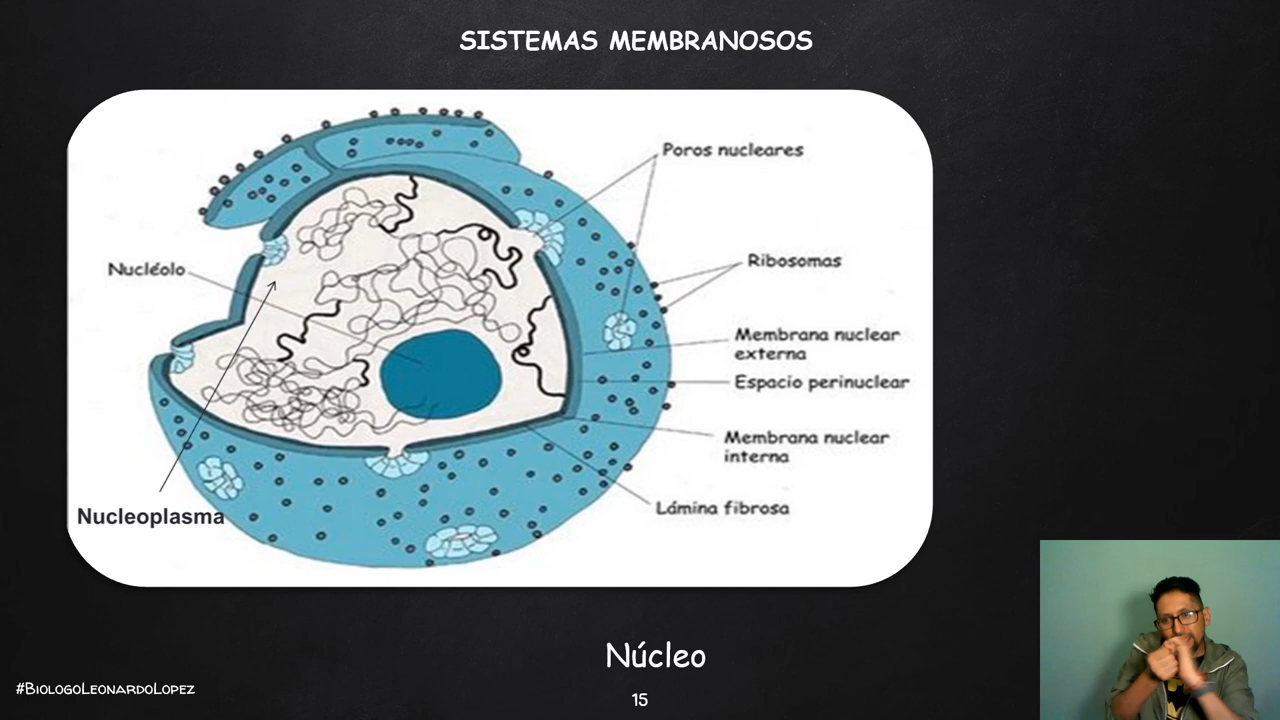 SISTEMAS MEMBRANOSOS
Poros nucleares
Ribosomas
Nucléolo
Membrana nuclear
externa
Espacio perinuclear
Membrana nuclear
interna
Lámina fibrosa
Nucleoplasma
Núcleo
#BiologoLeonardoLopez
15